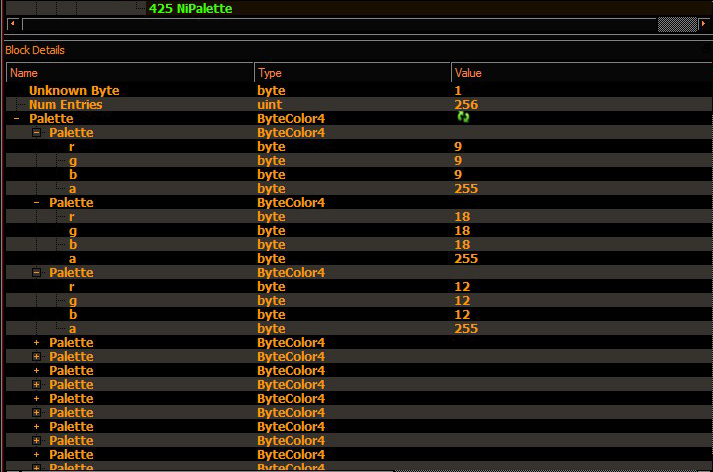 425 NiPalette
Block Details
Name Type Value
Unknown Byte byte 1
Num Entries uint 256
Palette ByteColor4
Palette ByteColor4
r byte 9
g byte 9
b byte 9
a byte 255
Palette ByteColor4
r byte 18
g byte 18
b byte 18
a byte 255
Palette ByteColor4
r byte 12
g byte 12
b byte 12
a byte 255
Palette ByteColor4
Palette ByteColor4
Palette ByteColor4
Palette ByteColor4
Palette ByteColor4
Palette ByteColor4
Palette ByteColor4
Palette ByteColor4
Palette ByteColor4
Palette ByteColor4